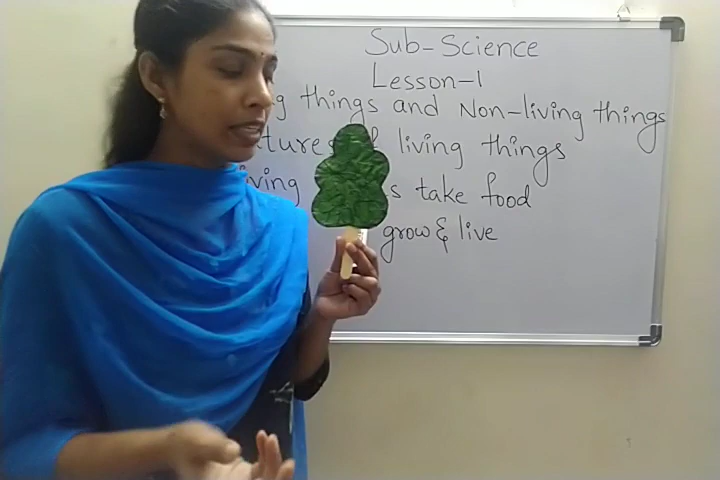 Sub-Science
Lesson-1
things and Non-living things
living things
take food
grow & live